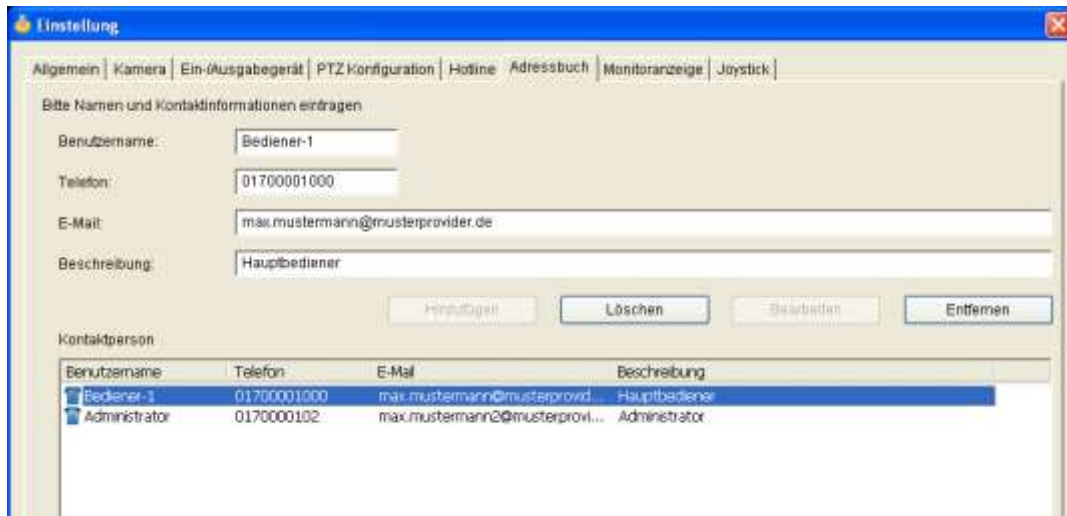 Einstellung
Allgemein Kamera Ein-/Ausgabegerät PTZ Konfiguration Hotline Adressbuch Monitoranzeige Joystick
Bitte Namen und Kontaktinformationen eintragen
Benutzername: Bediener-1
Telefon: 01700001000
E-Mail: max.mustermann@musterprovider.de
Beschreibung: Hauptbediener
Hinzufügen Löschen Bearbeiten Entfernen
Kontaktperson
Benutzername Telefon E-Mail Beschreibung
Bediener-1 01700001000 max.mustermann@musterprovid... Hauptbediener
Administrator 0170000102 max.mustermann2@musterprovi... Administrator